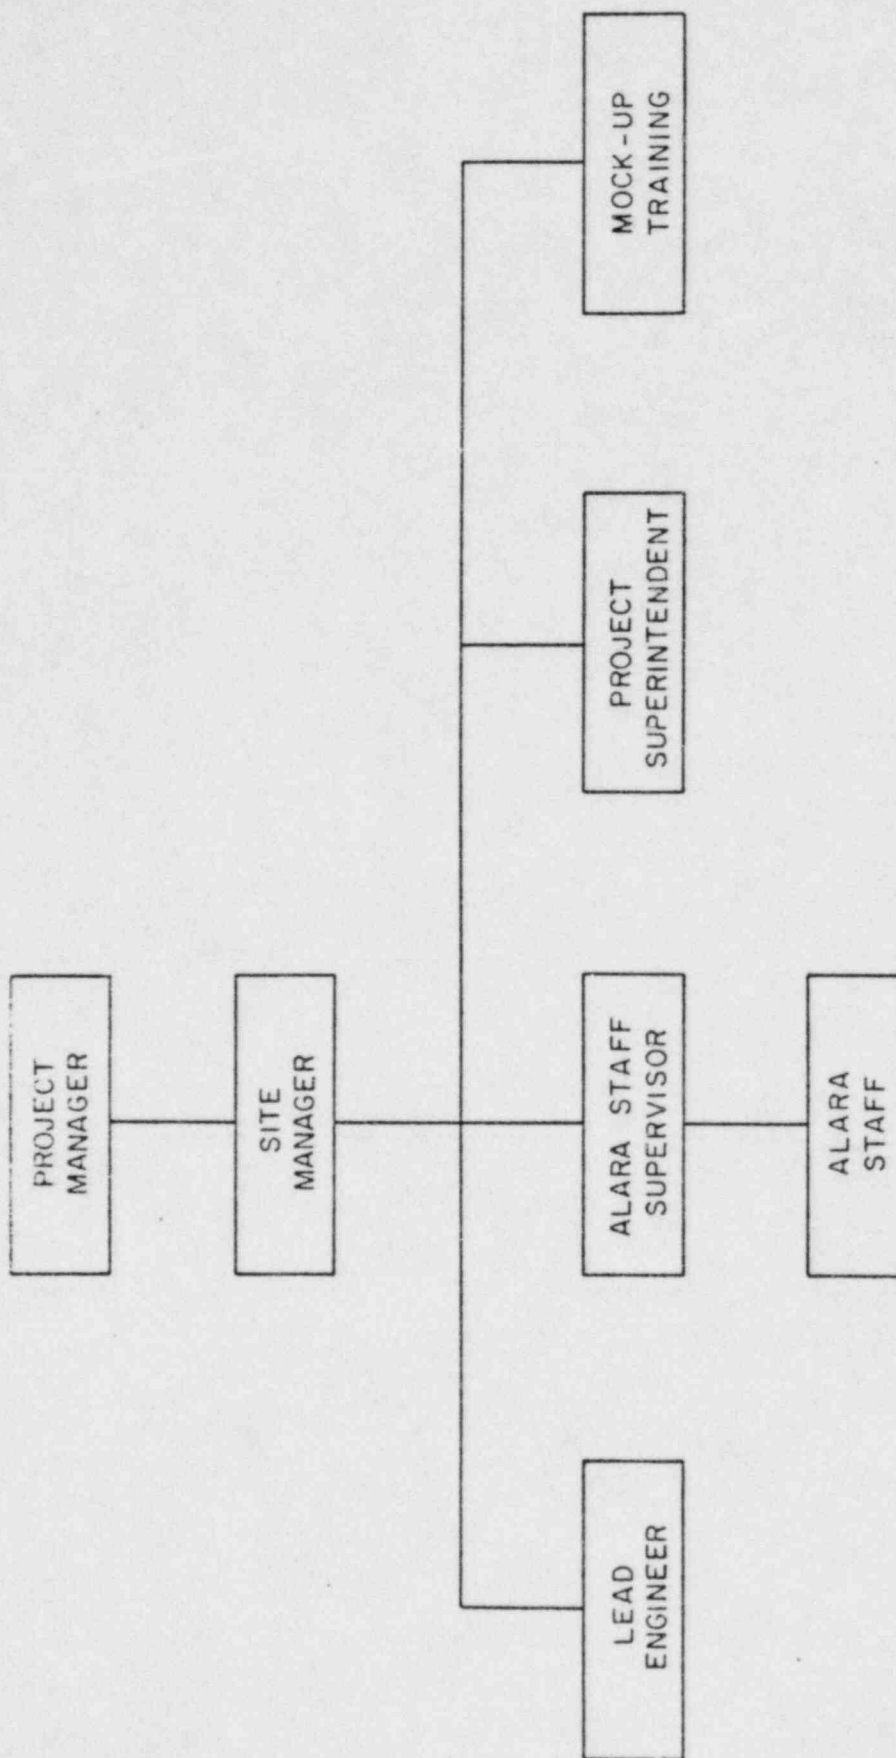 PROJECT
MANAGER
SITE
MANAGER
LEAD
ENGINEER
ALARA STAFF
SUPERVISOR
PROJECT
SUPERINTENDENT
MOCK-UP
TRAINING
ALARA
STAFF